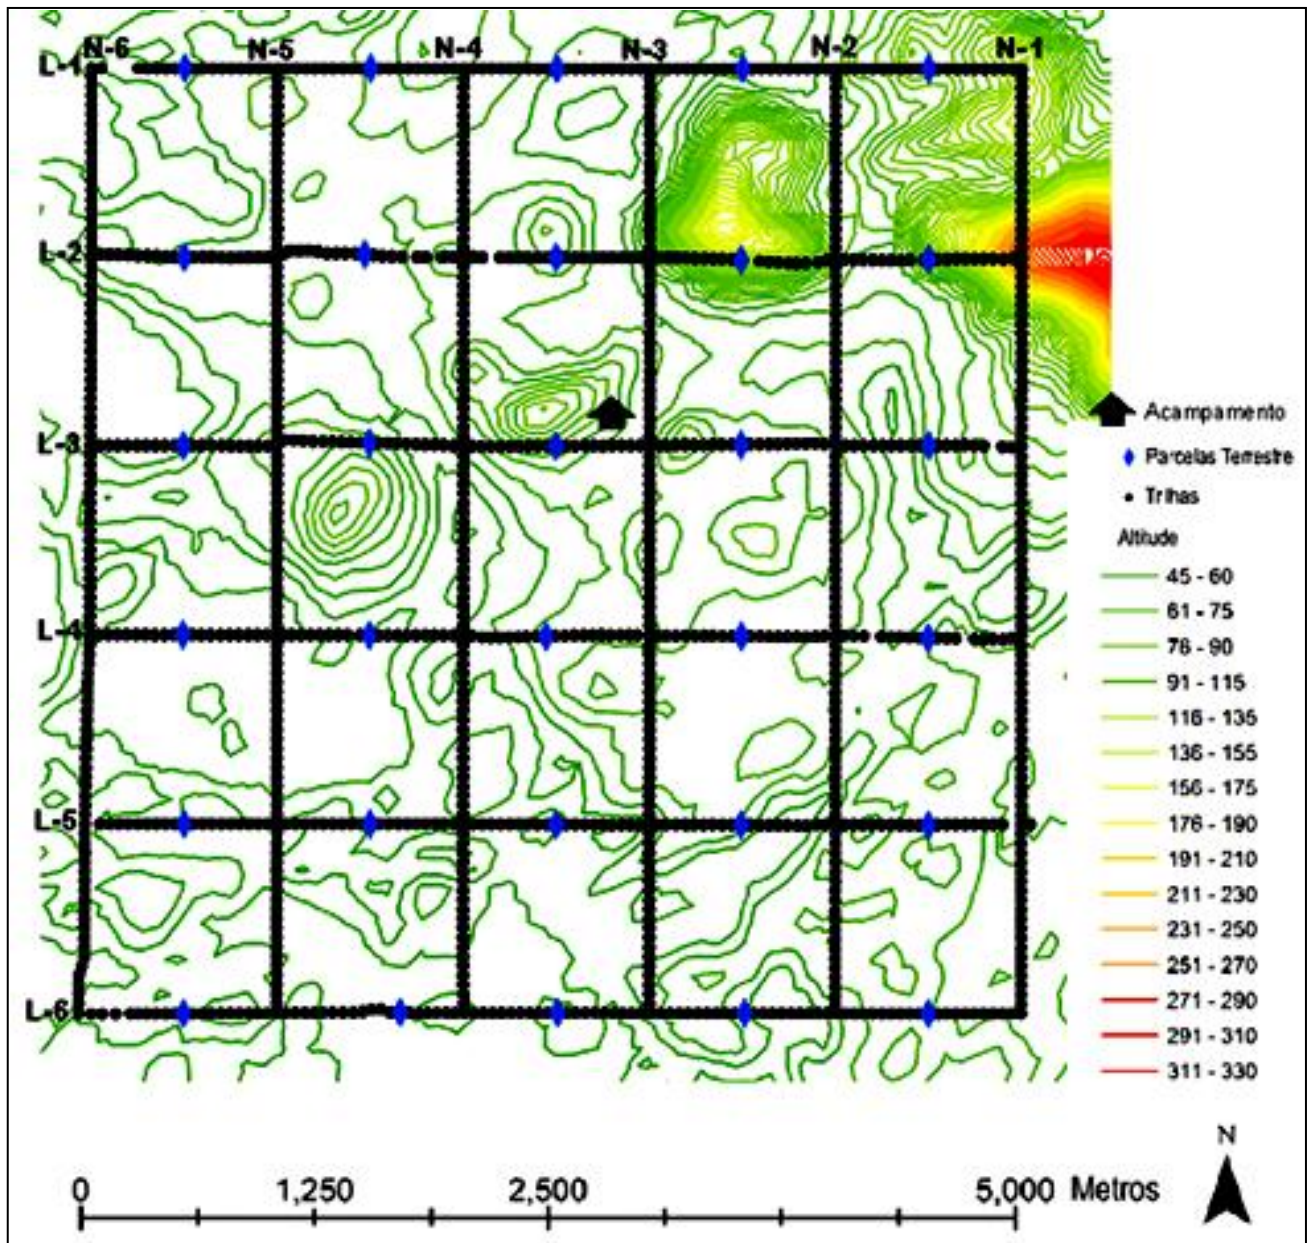 N-6 N-5 N-4 N-3 N-2 N-1
L-1
L-2
L-3
L-4
L-5
L-6
Acampamento
Parcelas Terrestre
Trilhas
Altitude
45 - 60
61 - 75
76 - 90
91 - 115
116 - 135
136 - 155
156 - 175
176 - 190
191 - 210
211 - 230
231 - 250
251 - 270
271 - 290
291 - 310
311 - 330
N
0 1,250 2,500 5,000 Metros